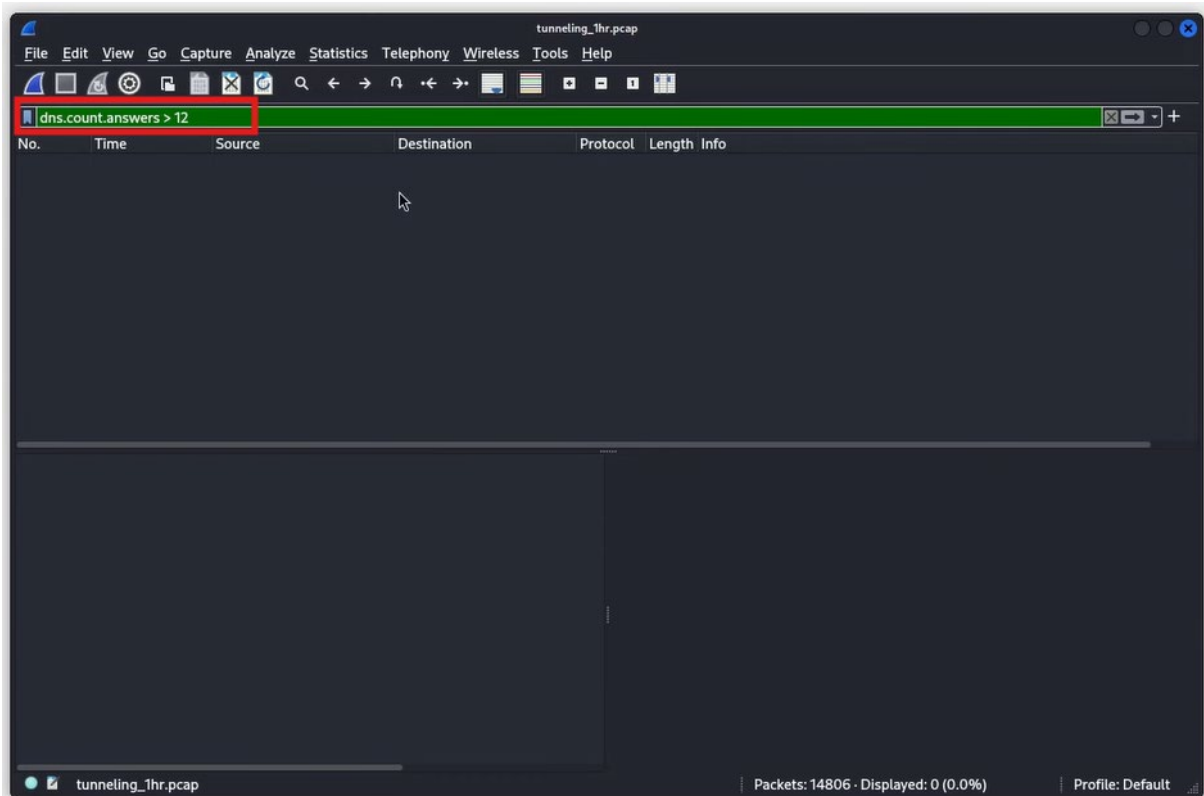 tunneling_1hr.pcap
File Edit View Go Capture Analyze Statistics Telephony Wireless Tools Help
dns.count.answers > 12
No. Time Source Destination Protocol Length Info
tunneling_1hr.pcap Packets: 14806 · Displayed: 0 (0.0%) Profile: Default